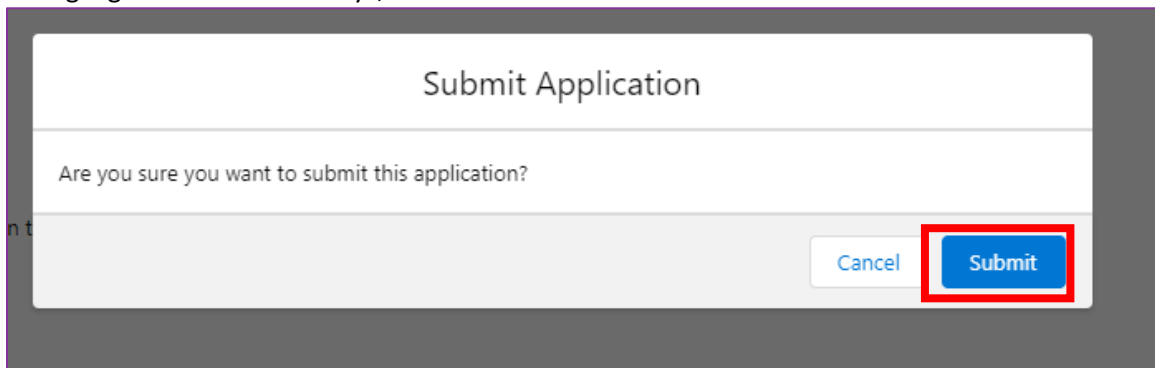 Submit Application
Are you sure you want to submit this application?
n t
Cancel Submit